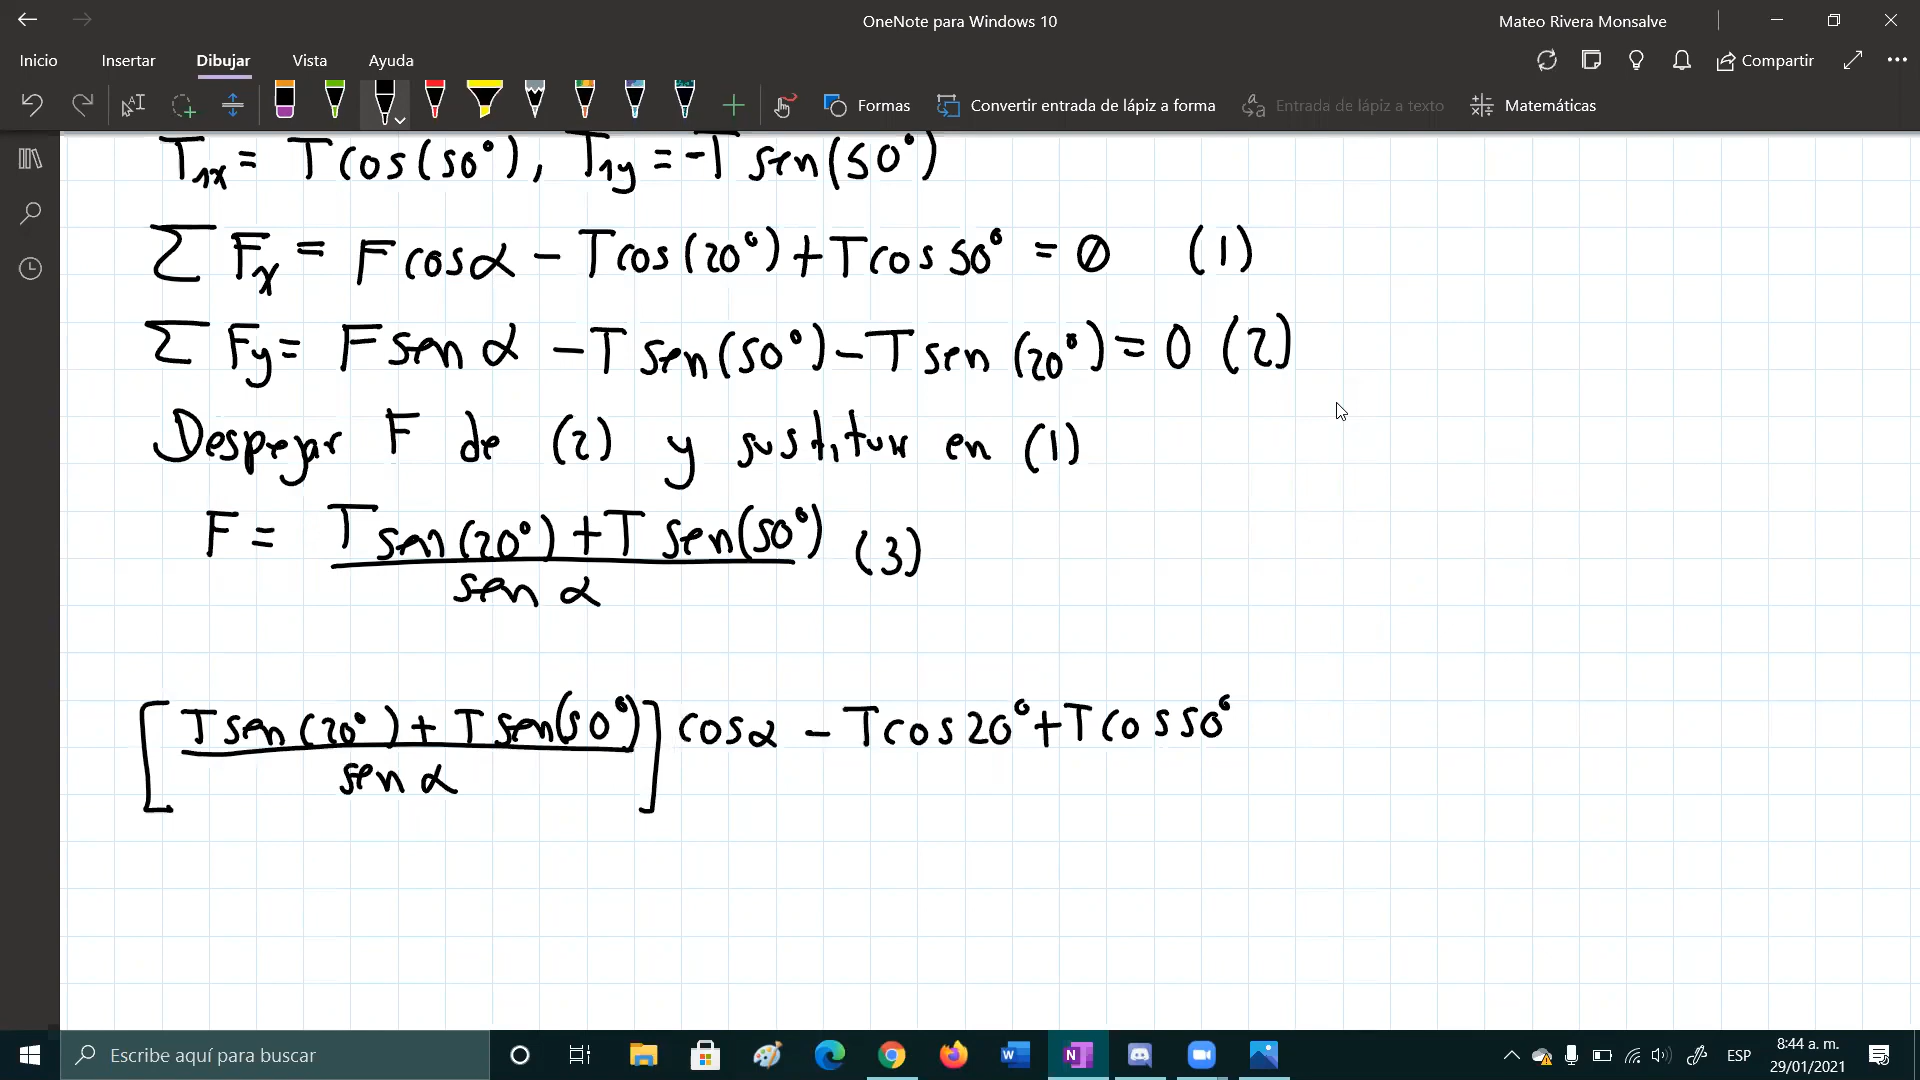 OneNote para Windows 10
Mateo Rivera Monsalve
Inicio Insertar Dibujar Vista Ayuda
Compartir
Formas Convertir entrada de lápiz a forma Entrada de lápiz a texto Matemáticas
T₁ₓ = T cos(50°), T₁y = -T sen(50°)
∑ Fₓ = F cos α - T cos(20°) + T cos 50° = 0 (1)
∑ Fy = F sen α - T sen(50°) - T sen (20°) = 0 (2)
Despejar F de (2) y sustituir en (1)
F = T sen(20°) + T sen(50°) (3)
sen α
[T sen(20°) + T sen(50°)] cos α - T cos 20° + T cos 50°
sen α
Escribe aquí para buscar
ESP
8:44 a. m.
29/01/2021